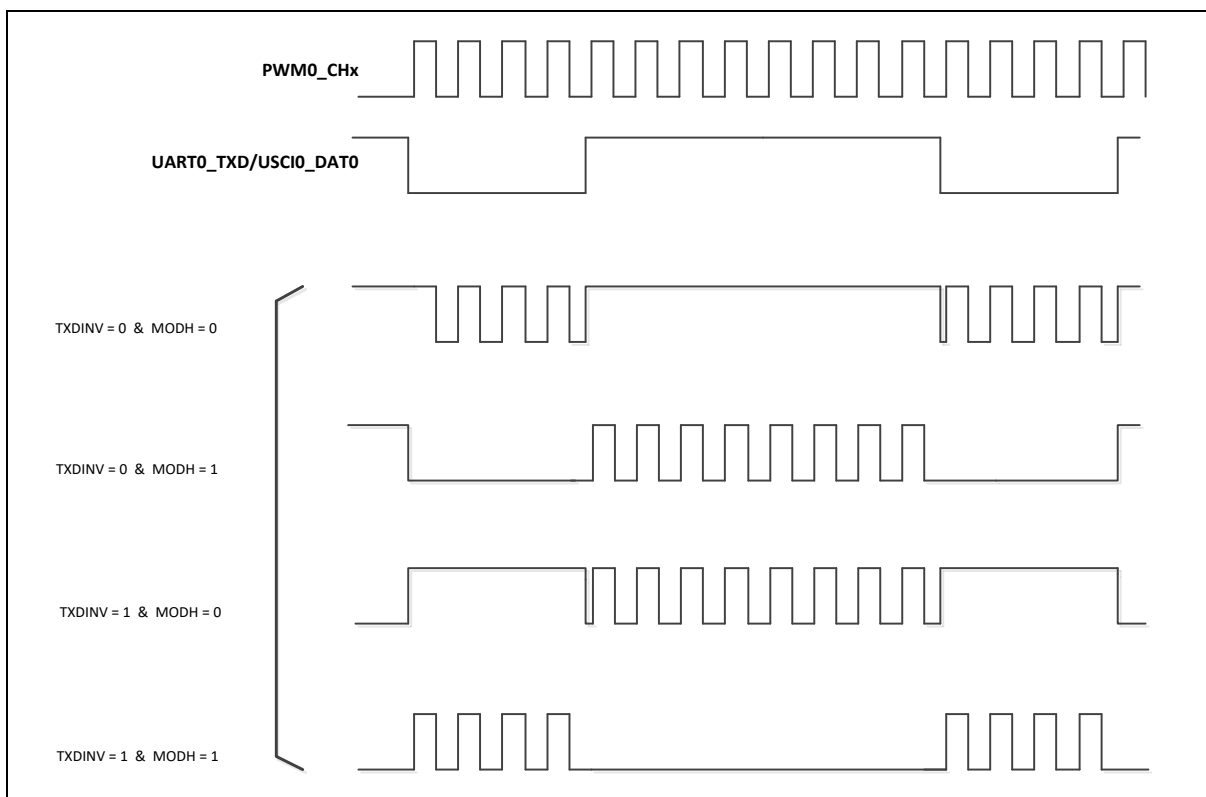 PWM0_CHx
UART0_TXD/USCI0_DAT0
TXDINV = 0 & MODH = 0
TXDINV = 0 & MODH = 1
TXDINV = 1 & MODH = 0
TXDINV = 1 & MODH = 1